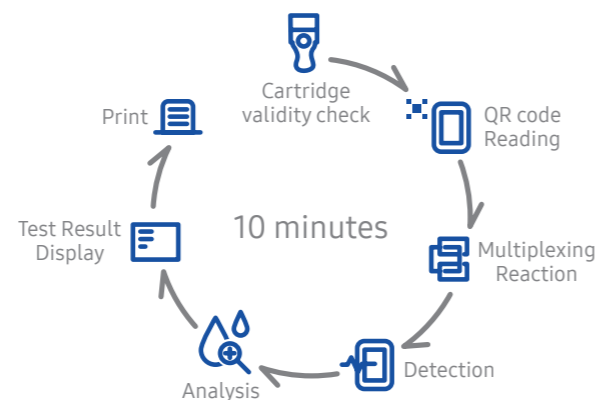 Cartridge
validity check
QR code
Reading
Multiplexing
Reaction
Detection
Analysis
Test Result
Display
Print
10 minutes